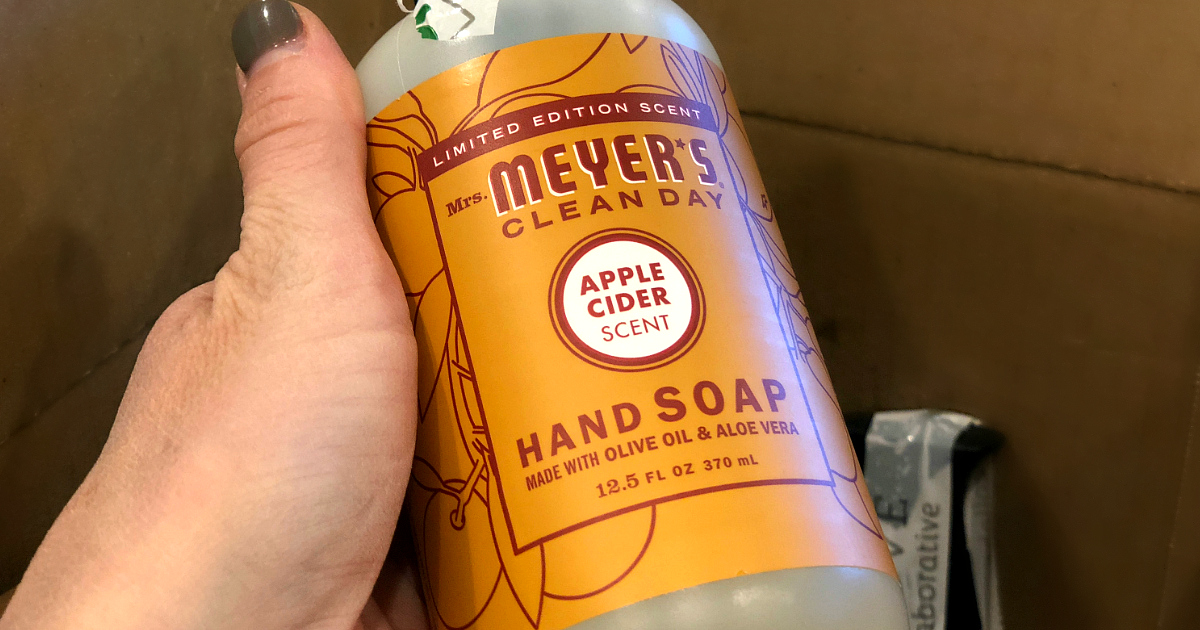 LIMITED EDITION SCENT
Mrs. MEYER'S
CLEAN DAY
APPLE
CIDER
SCENT
HAND SOAP
MADE WITH OLIVE OIL & ALOE VERA
12.5 FL OZ 370 mL